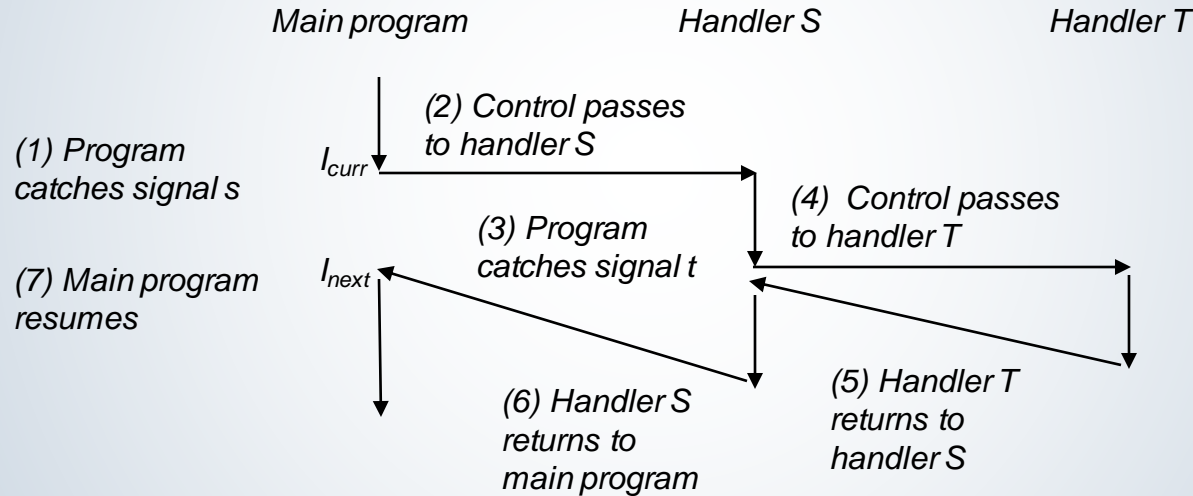 Main program
Handler S
Handler T
(1) Program
catches signal s
I_curr
(2) Control passes
to handler S
(3) Program
catches signal t
(4) Control passes
to handler T
(5) Handler T
returns to
handler S
(6) Handler S
returns to
main program
(7) Main program
resumes
I_next